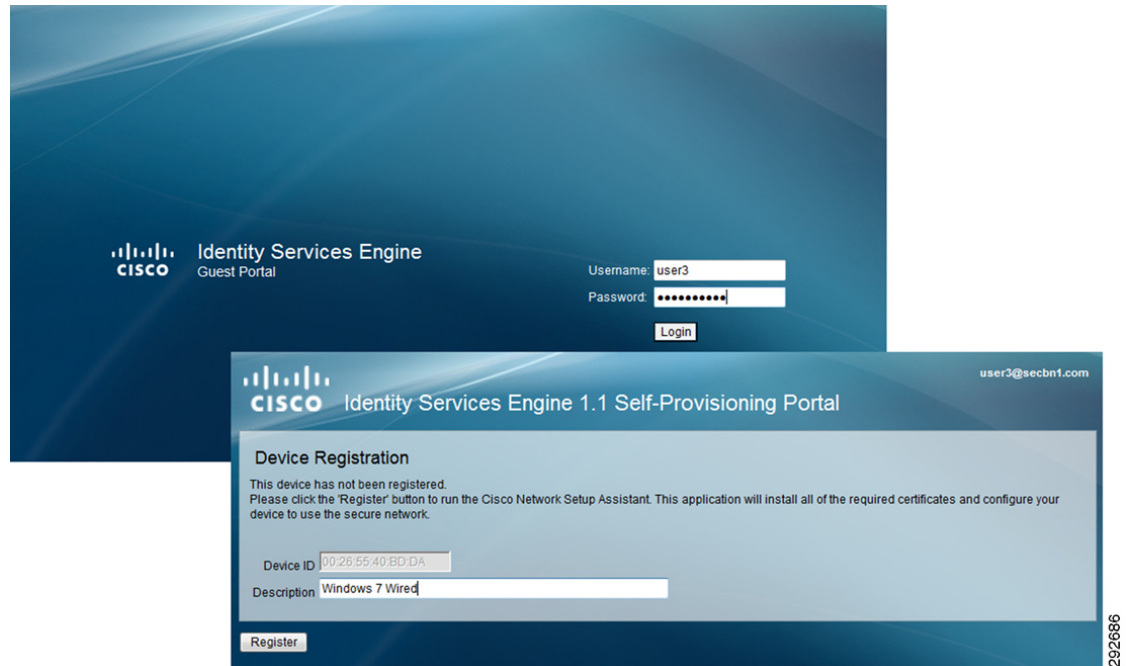 CISCO
Identity Services Engine
Guest Portal
Username: user3
Password: ••••••••••
Login
CISCO
Identity Services Engine 1.1 Self-Provisioning Portal
user3@secbn1.com
Device Registration
This device has not been registered.
Please click the 'Register' button to run the Cisco Network Setup Assistant. This application will install all of the required certificates and configure your
device to use the secure network.
Device ID 00:26:55:40:BD:DA
Description Windows 7 Wired
Register
292686